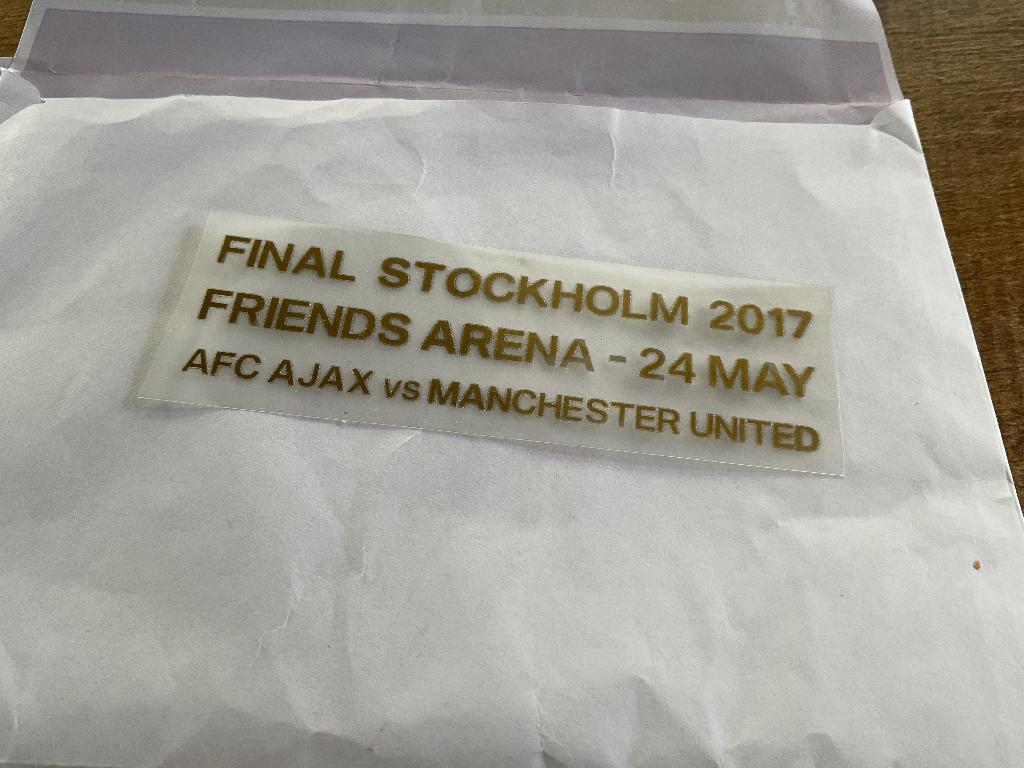 FINAL STOCKHOLM 2017
FRIENDS ARENA - 24 MAY
AFC AJAX vs MANCHESTER UNITED